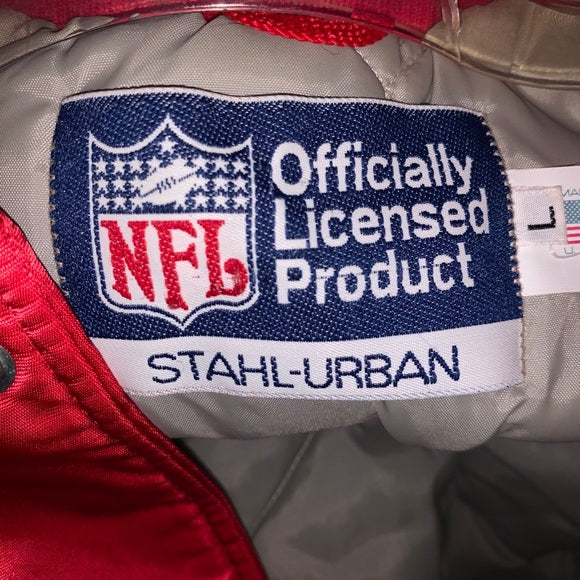 Officially
Licensed
Product
NFL
STAHL-URBAN
L